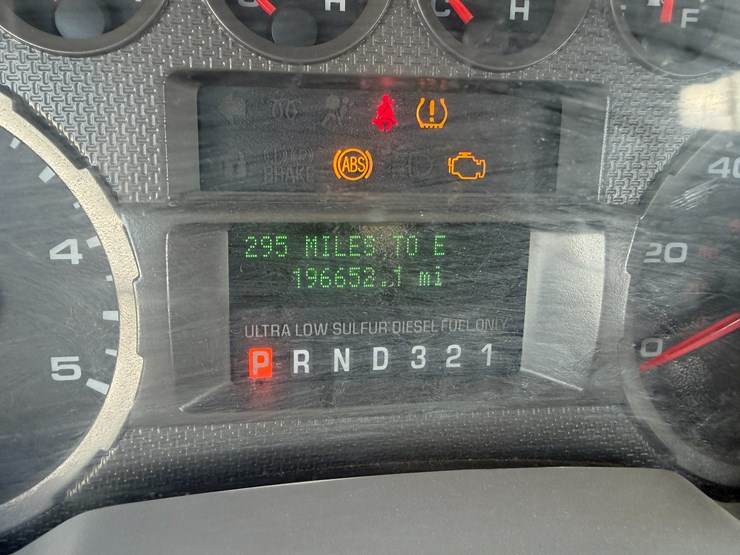 H
H
F
BRAKE
ABS
4
5
295 MILES TO E
196652.1 mi
ULTRA LOW SULFUR DIESEL FUEL ONLY
P R N D 3 2 1
40
20
0